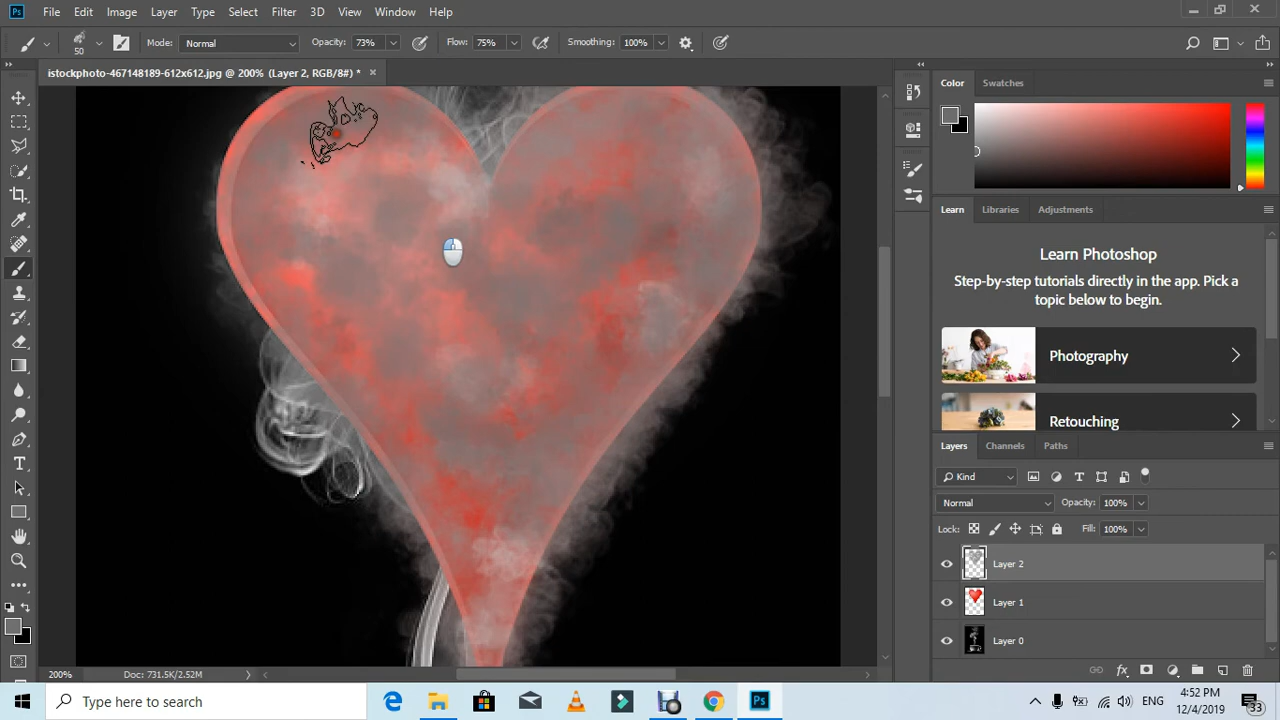 Ps File Edit Image Layer Type Select Filter 3D View Window Help
50 Mode: Normal Opacity: 73% Flow: 75% Smoothing: 100%
istockphoto-467148189-612x612.jpg @ 200% (Layer 2, RGB/8#) *
Color Swatches
Learn Libraries Adjustments
Learn Photoshop
Step-by-step tutorials directly in the app. Pick a
topic below to begin.
Photography
Retouching
Layers Channels Paths
Kind
Normal Opacity: 100%
Lock: Fill: 100%
Layer 2
Layer 1
Layer 0
200% Doc: 731.5K/2.52M
Type here to search
Ps
ENG
4:52 PM
12/4/2019
33